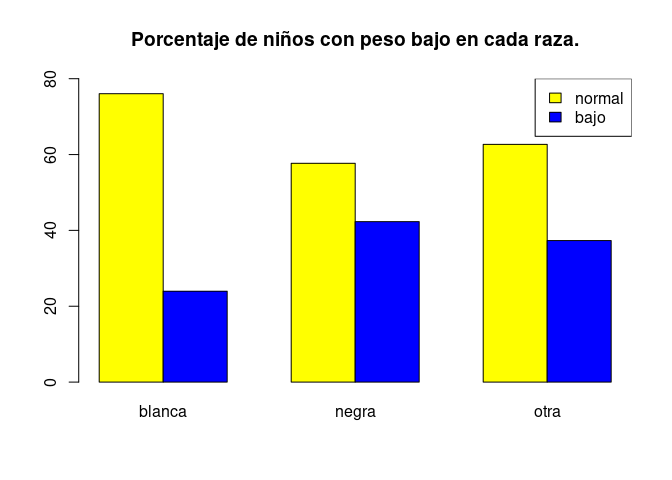 Porcentaje de niños con peso bajo en cada raza.
80
60
40
20
0
normal
bajo
blanca negra otra